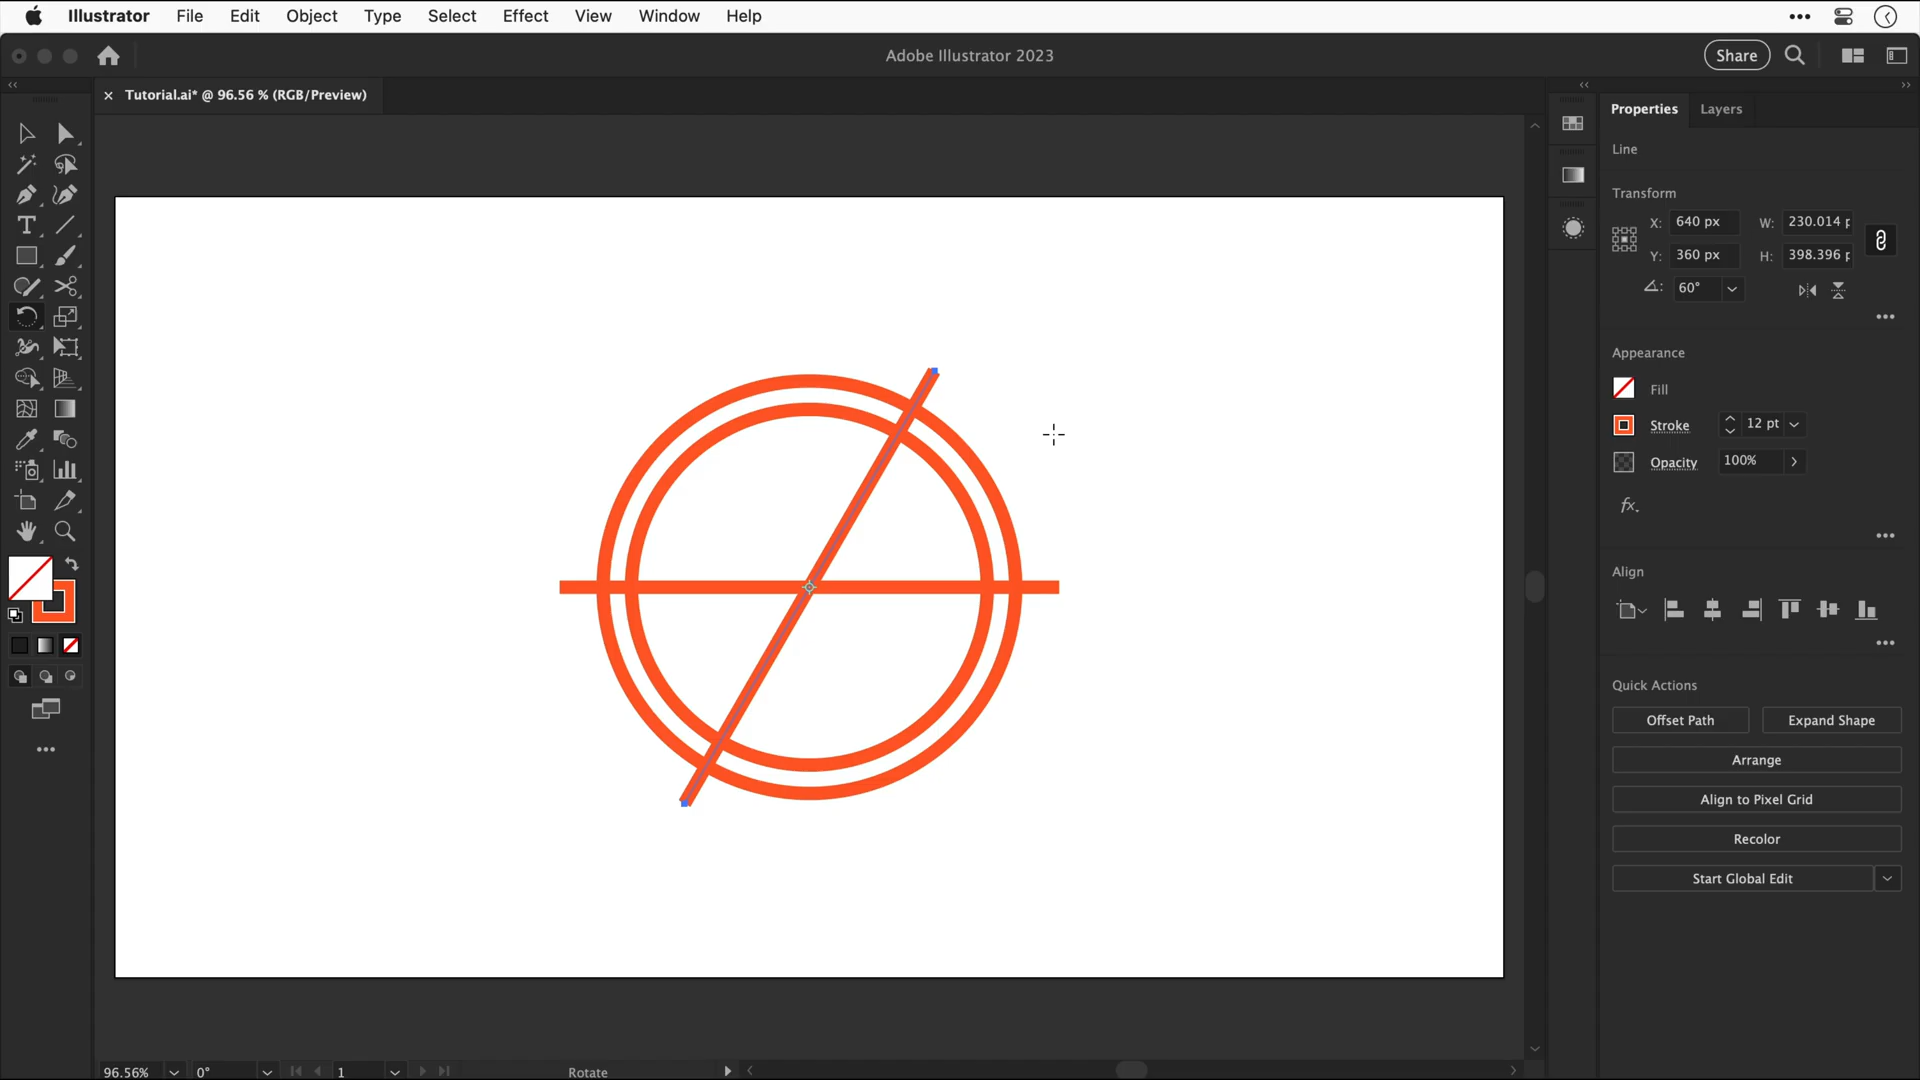 Illustrator File Edit Object Type Select Effect View Window Help
Adobe Illustrator 2023
Share
× Tutorial.ai* @ 96.56 % (RGB/Preview)
Properties Layers
Line
Transform
X: 640 px W: 230.014 p
Y: 360 px H: 398.396 p
60°
Appearance
Fill
Stroke 12 pt
Opacity 100%
fx.
Align
Quick Actions
Offset Path Expand Shape
Arrange
Align to Pixel Grid
Recolor
Start Global Edit
96.56% 0° 1 Rotate